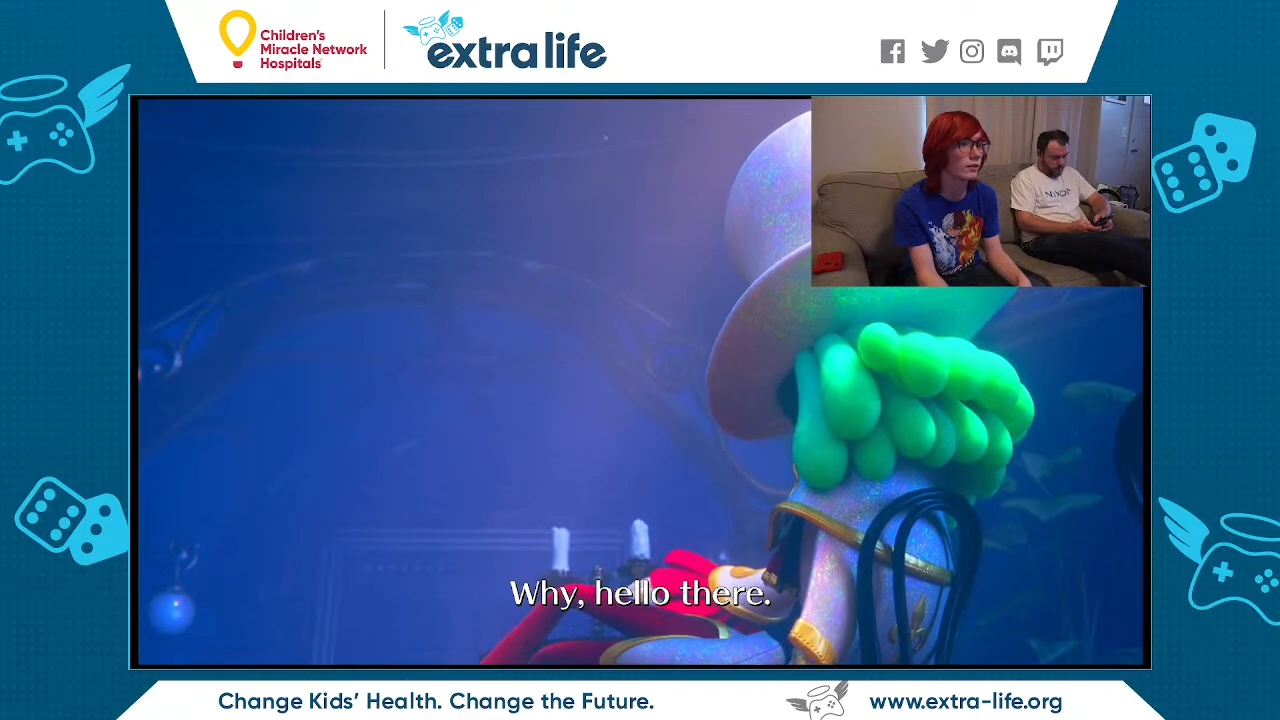 Children's
Miracle Network
Hospitals
extra life
NIXON
Why, hello there.
Change Kids' Health. Change the Future.
www.extra-life.org